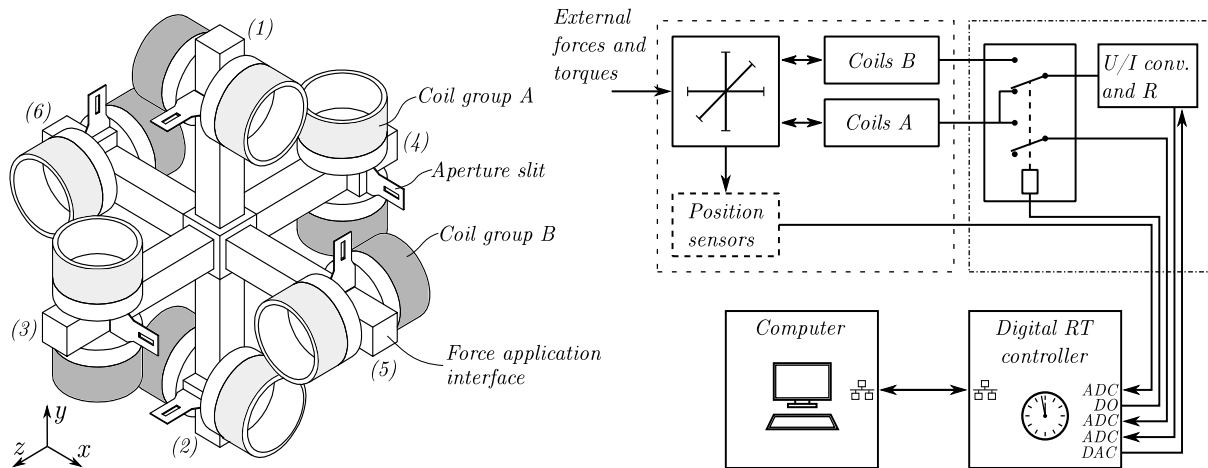 (1)
(6)
Coil group A
(4)
Aperture slit
Coil group B
(3)
(5)
Force application
interface
(2)
y
z
x
External
forces and
torques
Coils B
Coils A
U/I conv.
and R
Position
sensors
Computer
Digital RT
controller
ADC
DO
ADC
ADC
DAC